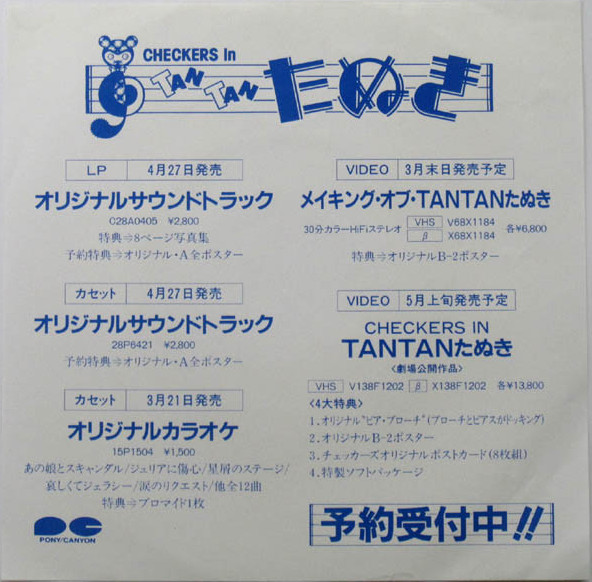 CHECKERS In
TAN TAN たぬき
LP 4月27日発売
オリジナルサウンドトラック
C28A0405 ¥2,800
特典⇒8ページ写真集
予約特典⇒オリジナル・A全ポスター
カセット 4月27日発売
オリジナルサウンドトラック
28P6421 ¥2,800
予約特典⇒オリジナル・A全ポスター
カセット 3月21日発売
オリジナルカラオケ
15P1504 ¥1,500
あの娘とスキャンダル/ジュリアに傷心/星屑のステージ/
哀しくてジェラシー/涙のリクエスト/他全12曲
特典⇒ブロマイド1枚
PONY/CANYON
VIDEO 3月末日発売予定
メイキング・オブ・TANTANたぬき
30分カラーHiFiステレオ VHS V68X1184 β X68X1184 各¥6,800
特典⇒オリジナルB-2ポスター
VIDEO 5月上旬発売予定
CHECKERS IN
TANTANたぬき
〈劇場公開作品〉
VHS V138F1202 β X138F1202 各¥13,800
〈4大特典〉
1.オリジナル"ピア・ブローチ"(ブローチとピアスがドッキング)
2.オリジナルB-2ポスター
3.チェッカーズオリジナルポストカード(8枚組)
4.特製ソフトパッケージ
予約受付中!!